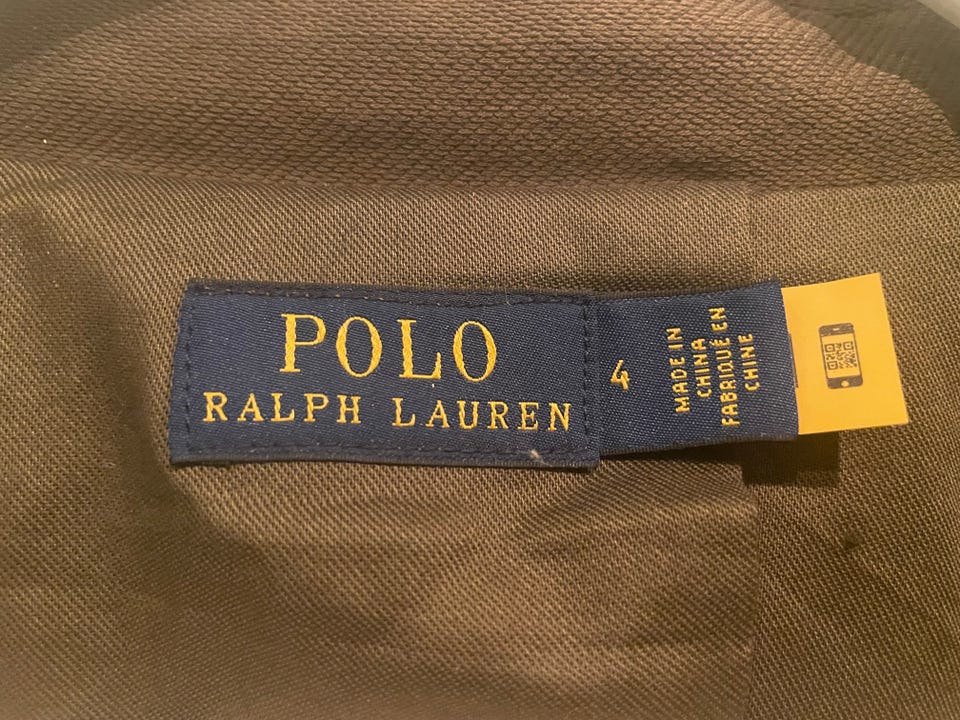 POLO
RALPH LAUREN
4
MADE IN
CHINA
FABRIQUÉ EN
CHINE